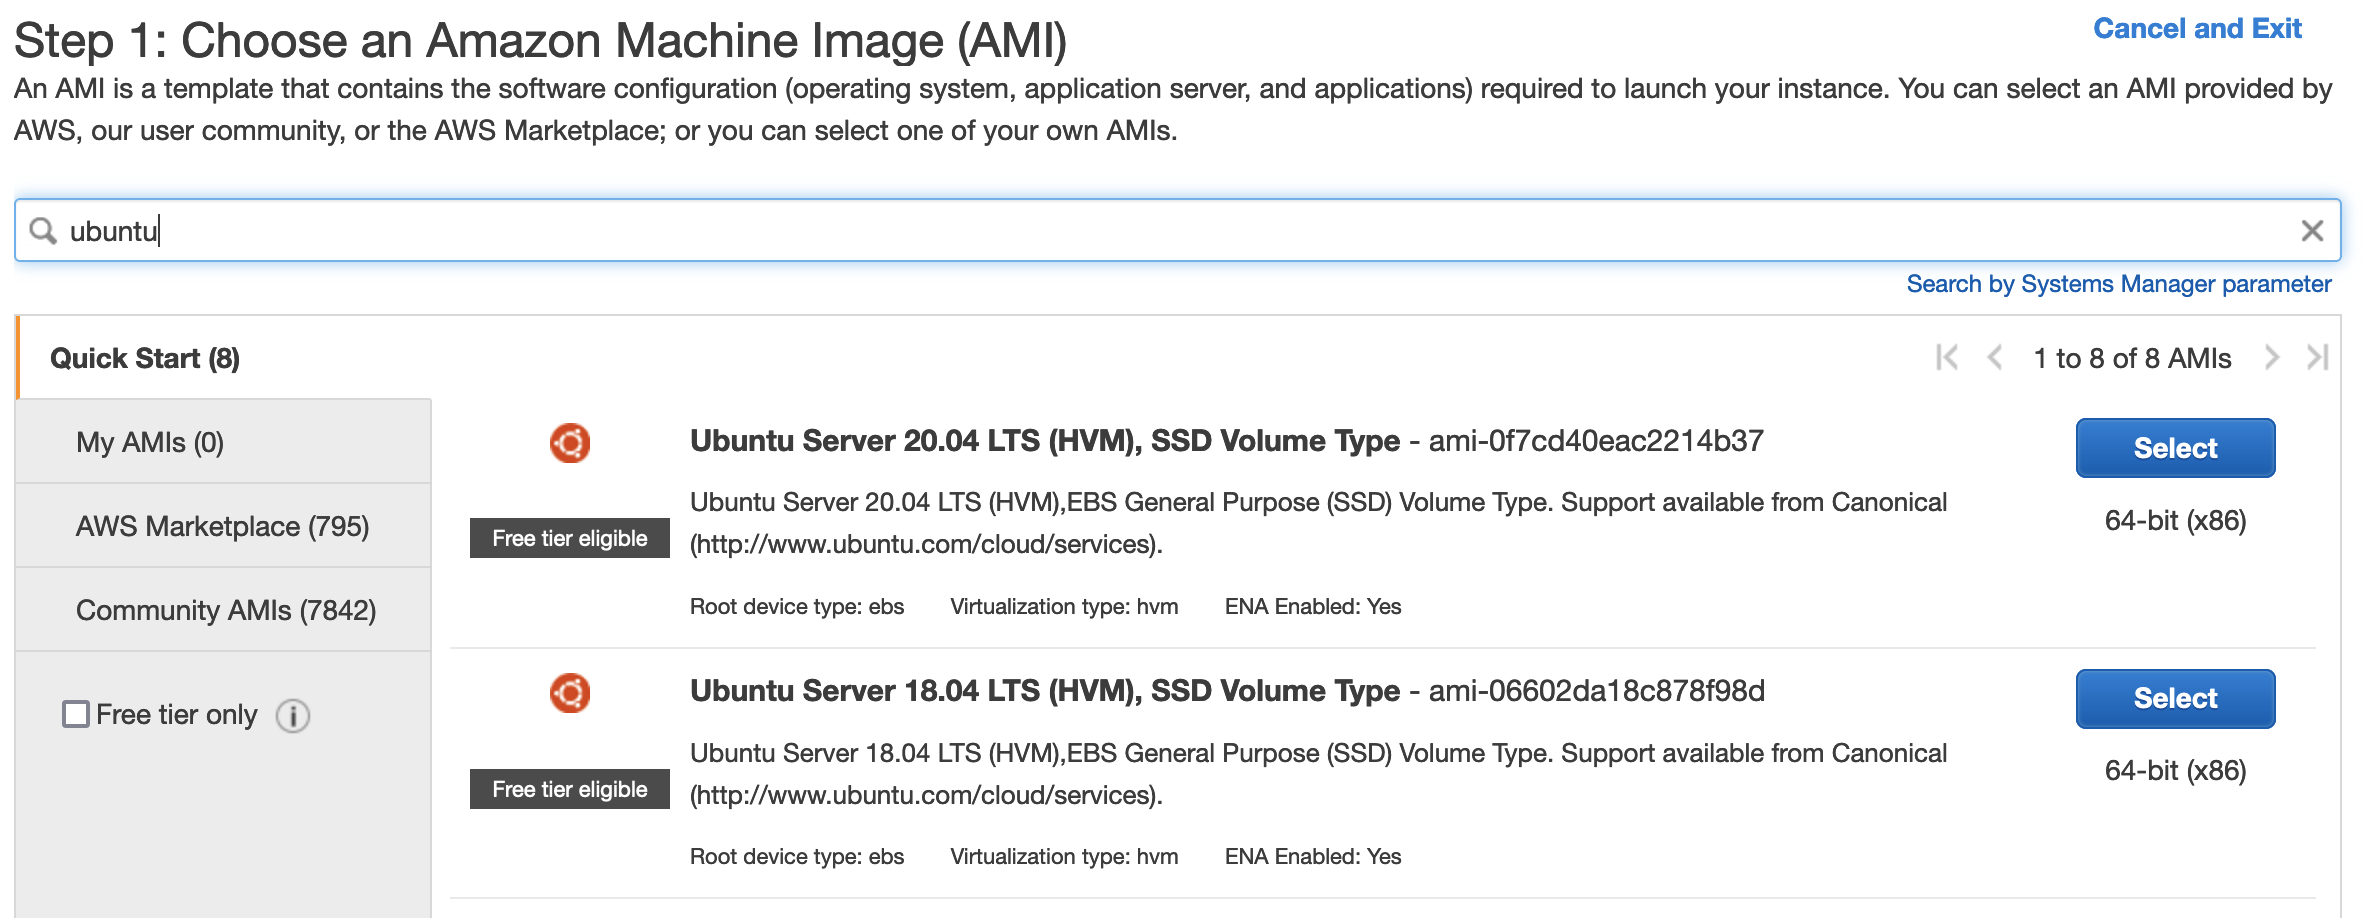 Step 1: Choose an Amazon Machine Image (AMI)
Cancel and Exit
An AMI is a template that contains the software configuration (operating system, application server, and applications) required to launch your instance. You can select an AMI provided by
AWS, our user community, or the AWS Marketplace; or you can select one of your own AMIs.
ubuntu
Search by Systems Manager parameter
Quick Start (8)
1 to 8 of 8 AMIs
My AMIs (0)
AWS Marketplace (795)
Community AMIs (7842)
Free tier only
Ubuntu Server 20.04 LTS (HVM), SSD Volume Type - ami-0f7cd40eac2214b37
Select
Free tier eligible
Ubuntu Server 20.04 LTS (HVM),EBS General Purpose (SSD) Volume Type. Support available from Canonical
(http://www.ubuntu.com/cloud/services).
64-bit (x86)
Root device type: ebs Virtualization type: hvm ENA Enabled: Yes
Ubuntu Server 18.04 LTS (HVM), SSD Volume Type - ami-06602da18c878f98d
Select
Free tier eligible
Ubuntu Server 18.04 LTS (HVM),EBS General Purpose (SSD) Volume Type. Support available from Canonical
(http://www.ubuntu.com/cloud/services).
64-bit (x86)
Root device type: ebs Virtualization type: hvm ENA Enabled: Yes